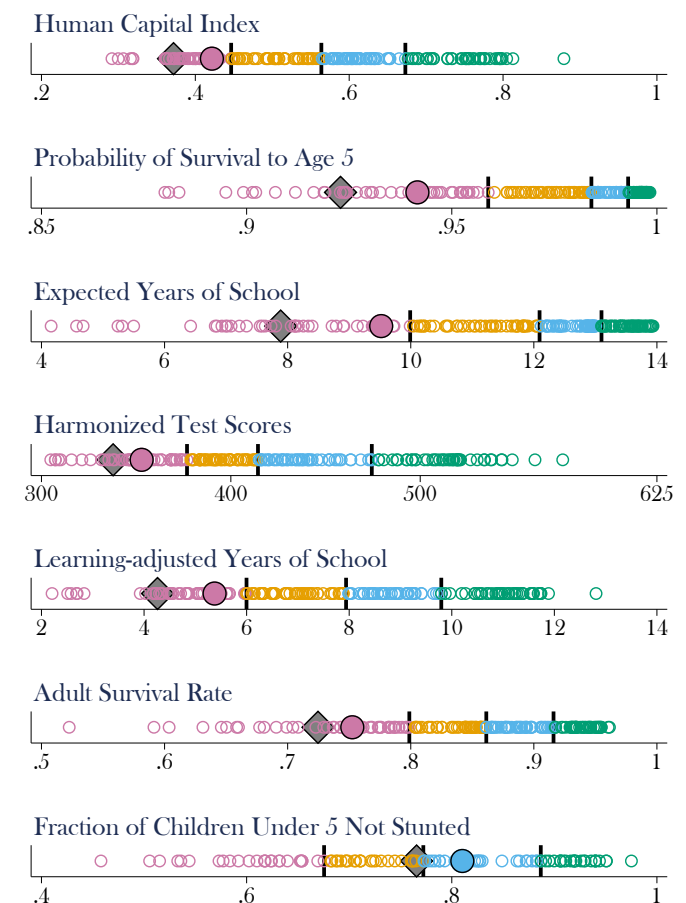 Human Capital Index
.2 .4 .6 .8 1
Probability of Survival to Age 5
.85 .9 .95 1
Expected Years of School
4 6 8 10 12 14
Harmonized Test Scores
300 400 500 625
Learning-adjusted Years of School
2 4 6 8 10 12 14
Adult Survival Rate
.5 .6 .7 .8 .9 1
Fraction of Children Under 5 Not Stunted
.4 .6 .8 1